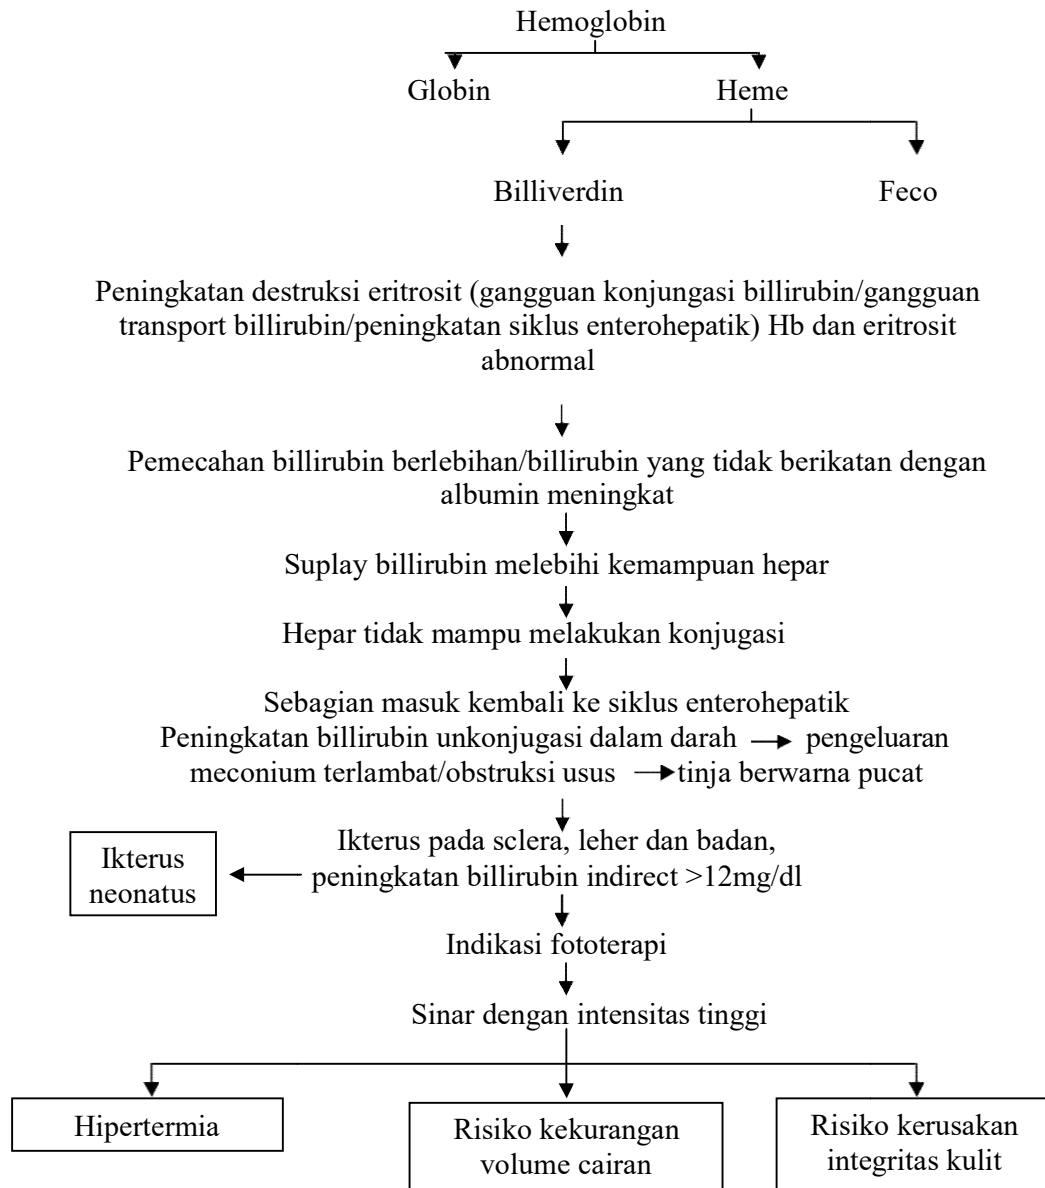 Hemoglobin
Globin
Heme
Billiverdin
Feco
Peningkatan destruksi eritrosit (gangguan konjungasi billirubin/gangguan
transport billirubin/peningkatan siklus enterohepatik) Hb dan eritrosit
abnormal
Pemecahan billirubin berlebihan/billirubin yang tidak berikatan dengan
albumin meningkat
Suplay billirubin melebihi kemampuan hepar
Hepar tidak mampu melakukan konjugasi
Sebagian masuk kembali ke siklus enterohepatik
Peningkatan billirubin unkonjugasi dalam darah → pengeluaran
meconium terlambat/obstruksi usus → tinja berwarna pucat
Ikterus pada sclera, leher dan badan,
peningkatan billirubin indirect >12mg/dl
Ikterus
neonatus
Indikasi fototerapi
Sinar dengan intensitas tinggi
Hipertermia
Risiko kekurangan
volume cairan
Risiko kerusakan
integritas kulit